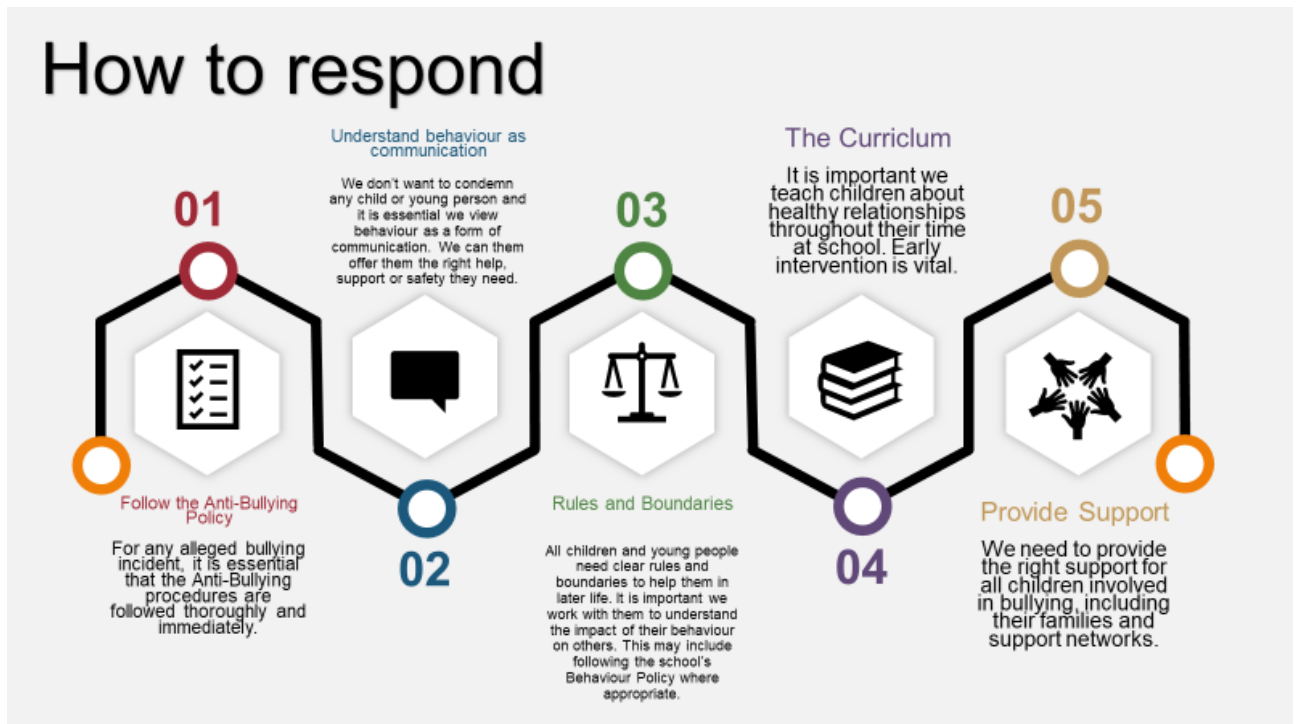 How to respond
01
Follow the Anti-Bullying
Policy
For any alleged bullying
incident, it is essential
that the Anti-Bullying
procedures are
followed thoroughly and
immediately.
Understand behaviour as
communication
We don't want to condemn
any child or young person and
it is essential we view
behaviour as a form of
communication. We can them
offer them the right help,
support or safety they need.
02
03
Rules and Boundaries
All children and young people
need clear rules and
boundaries to help them in
later life. It is important we
work with them to understand
the impact of their behaviour
on others. This may include
following the school's
Behaviour Policy where
appropriate.
The Curriclum
It is important we
teach children about
healthy relationships
throughout their time
at school. Early
intervention is vital.
04
05
Provide Support
We need to provide
the right support for
all children involved
in bullying, including
their families and
support networks.